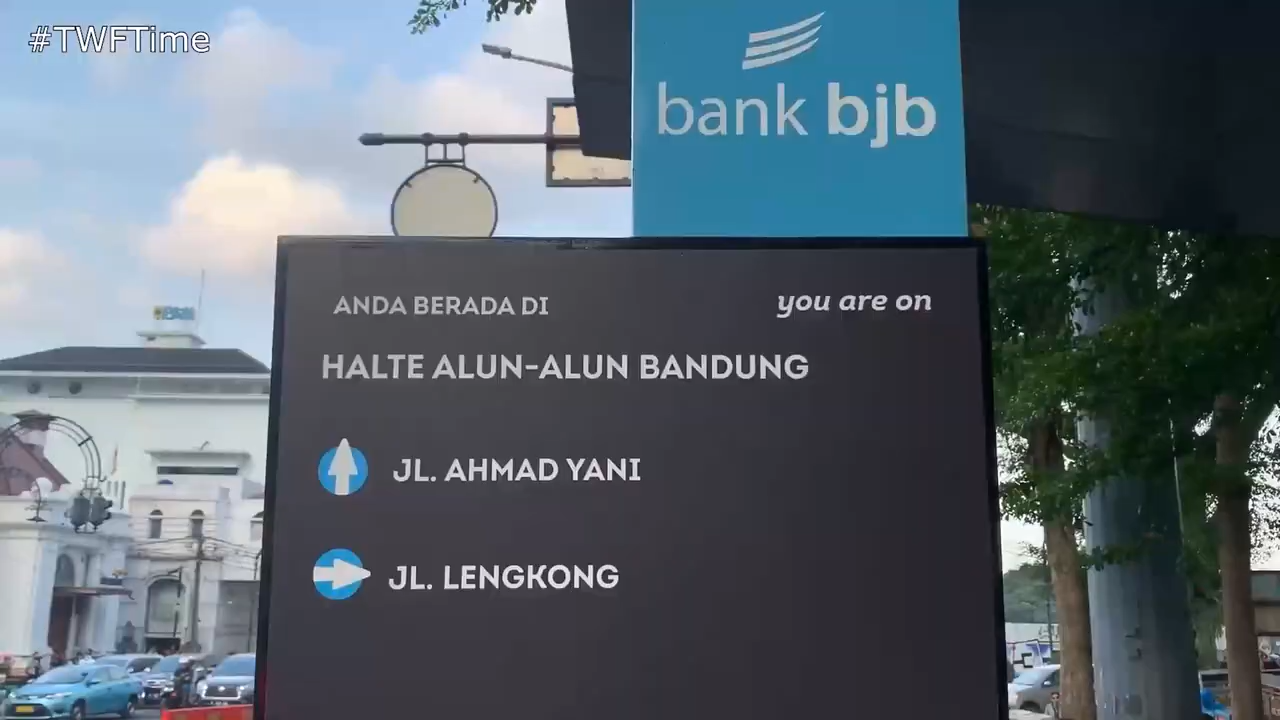 #TWFTime
bank bjb
ANDA BERADA DI
you are on
HALTE ALUN-ALUN BANDUNG
JL. AHMAD YANI
JL. LENGKONG